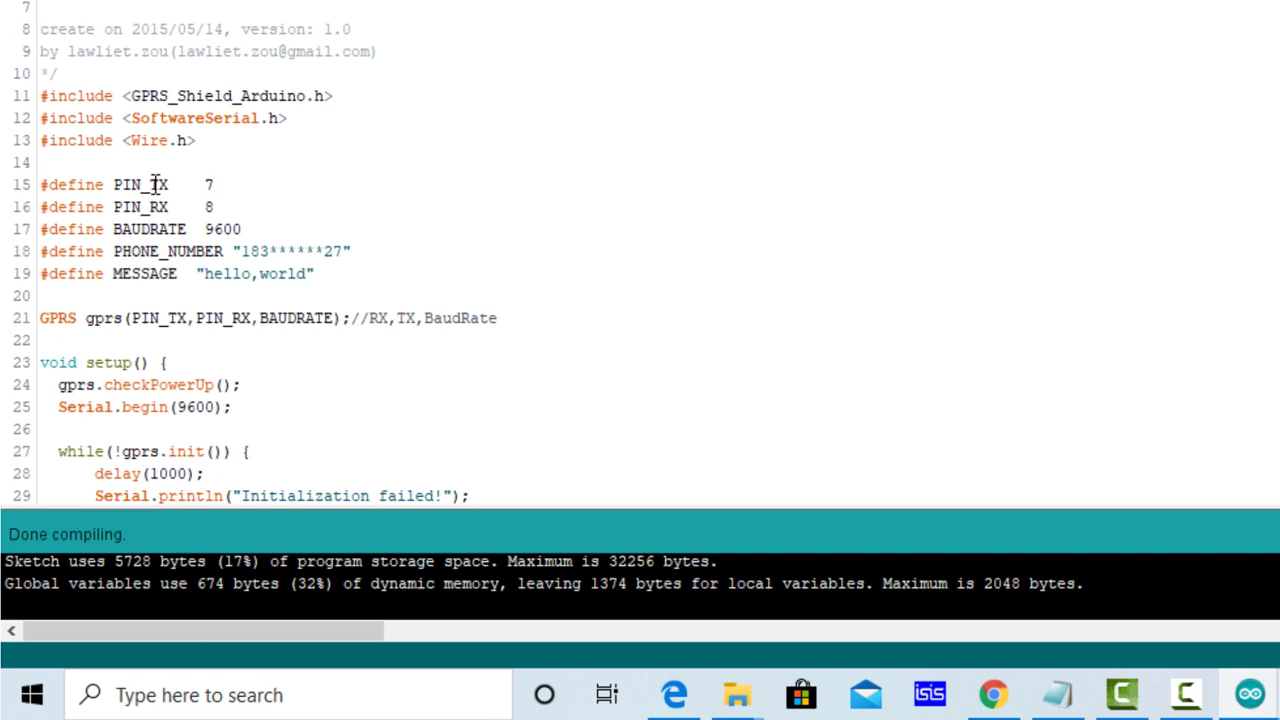 7
8 create on 2015/05/14, version: 1.0
9 by lawliet.zou(lawliet.zou@gmail.com)
10 */
11 #include <GPRS_Shield_Arduino.h>
12 #include <SoftwareSerial.h>
13 #include <Wire.h>
14
15 #define PIN_TX    7
16 #define PIN_RX    8
17 #define BAUDRATE  9600
18 #define PHONE_NUMBER "183******27"
19 #define MESSAGE  "hello,world"
20
21 GPRS gprs(PIN_TX,PIN_RX,BAUDRATE);//RX,TX,BaudRate
22
23 void setup() {
24   gprs.checkPowerUp();
25   Serial.begin(9600);
26
27   while(!gprs.init()) {
28       delay(1000);
29       Serial.println("Initialization failed!");
Done compiling.
Sketch uses 5728 bytes (17%) of program storage space. Maximum is 32256 bytes.
Global variables use 674 bytes (32%) of dynamic memory, leaving 1374 bytes for local variables. Maximum is 2048 bytes.
Type here to search
isis